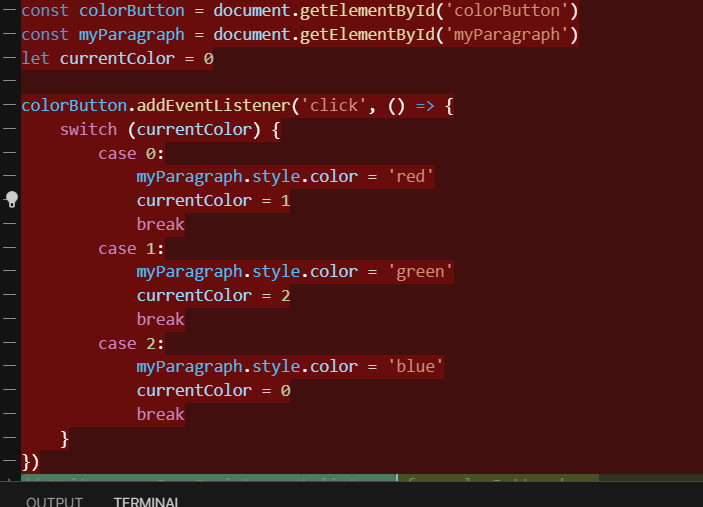 const colorButton = document.getElementById('colorButton')
const myParagraph = document.getElementById('myParagraph')
let currentColor = 0
colorButton.addEventListener('click', () => {
    switch (currentColor) {
        case 0:
            myParagraph.style.color = 'red'
            currentColor = 1
            break
        case 1:
            myParagraph.style.color = 'green'
            currentColor = 2
            break
        case 2:
            myParagraph.style.color = 'blue'
            currentColor = 0
            break
    }
})
OUTPUT TERMINAL